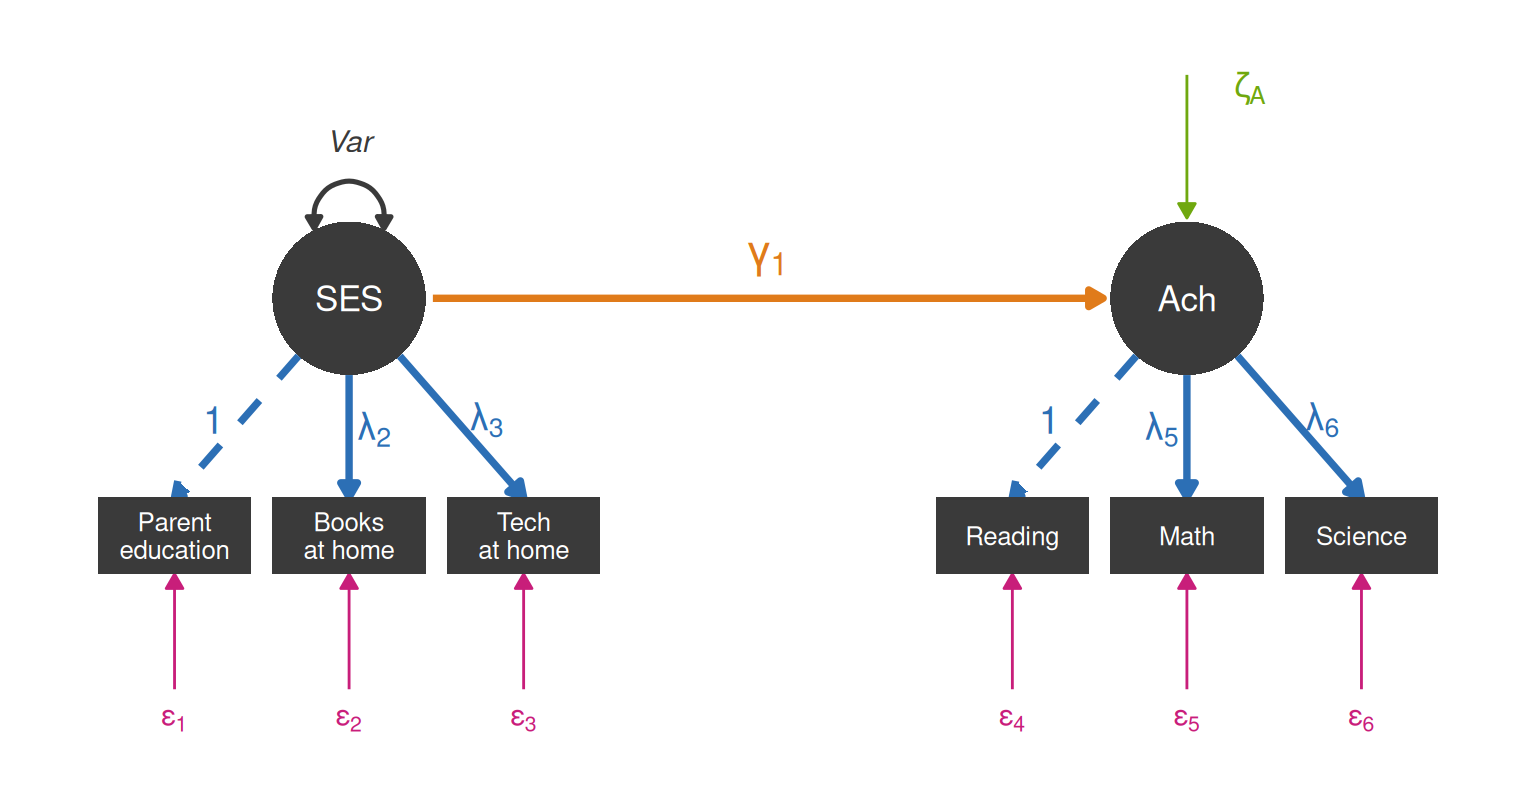 ζA
Var
γ1
SES
Ach
1
λ2
λ3
1
λ5
λ6
Parent
education
Books
at home
Tech
at home
Reading
Math
Science
ε1
ε2
ε3
ε4
ε5
ε6